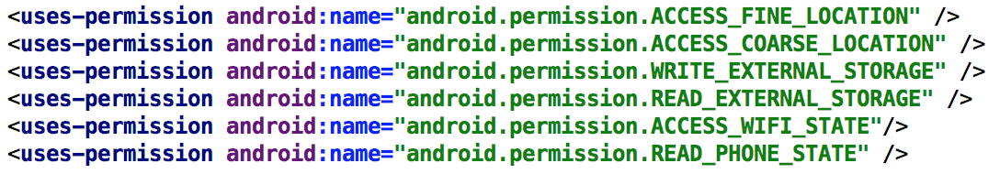 <uses-permission android:name="android.permission.ACCESS_FINE_LOCATION" />
<uses-permission android:name="android.permission.ACCESS_COARSE_LOCATION" />
<uses-permission android:name="android.permission.WRITE_EXTERNAL_STORAGE" />
<uses-permission android:name="android.permission.READ_EXTERNAL_STORAGE" />
<uses-permission android:name="android.permission.ACCESS_WIFI_STATE"/>
<uses-permission android:name="android.permission.READ_PHONE_STATE" />